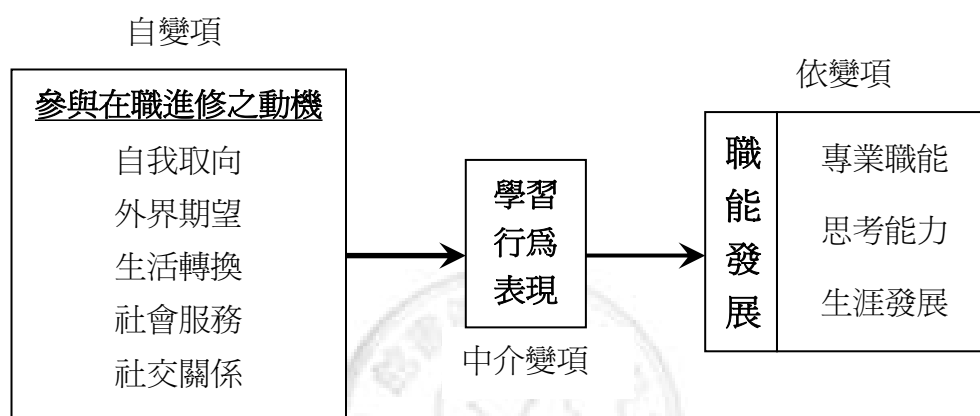 自變項
參與在職進修之動機
自我取向
外界期望
生活轉換
社會服務
社交關係
學習
行為
表現
中介變項
依變項
職
能
發
展
專業職能
思考能力
生涯發展